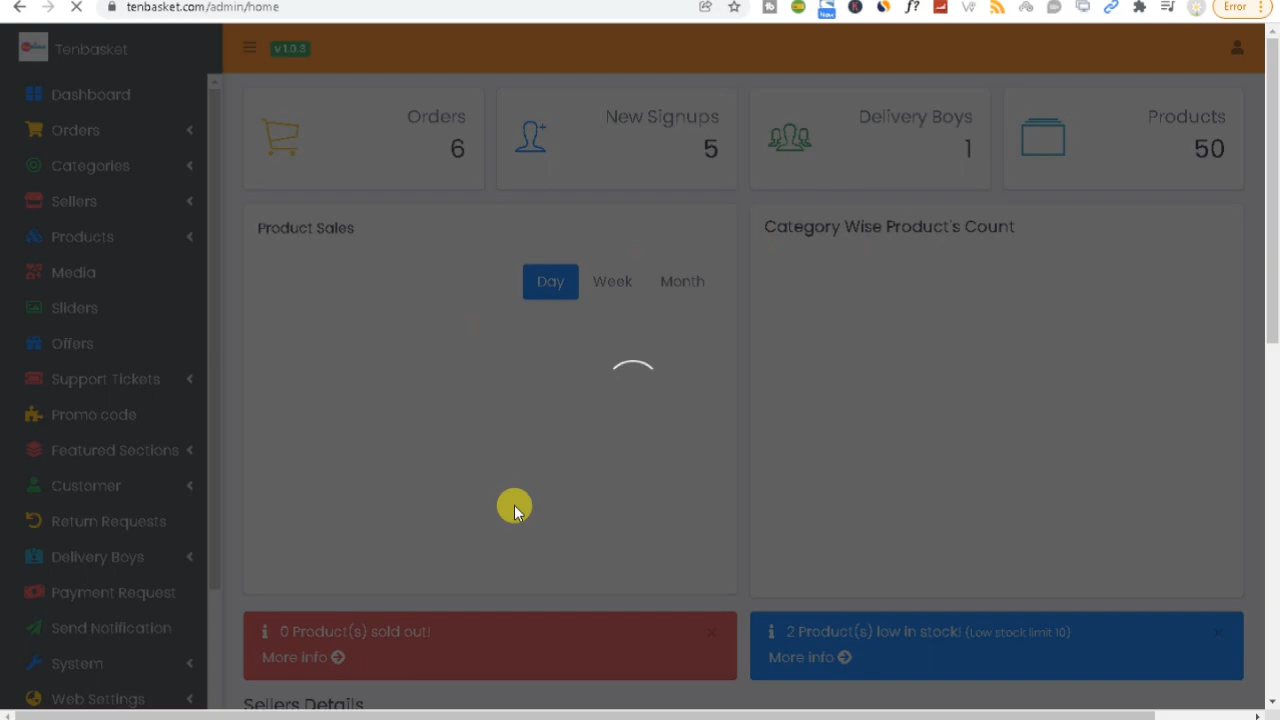 tenbasket.com/admin/home
New
Error
Tenbasket
v 1.0.3
Dashboard
Orders
Categories
Sellers
Products
Media
Sliders
Offers
Support Tickets
Promo code
Featured Sections
Customer
Return Requests
Delivery Boys
Payment Request
Send Notification
System
Web Settings
Orders
6
New Signups
5
Delivery Boys
1
Products
50
Product Sales
Day Week Month
Category Wise Product's Count
0 Product(s) sold out!
More info
2 Product(s) low in stock! (Low stock limit 10)
More info
Sellers Details